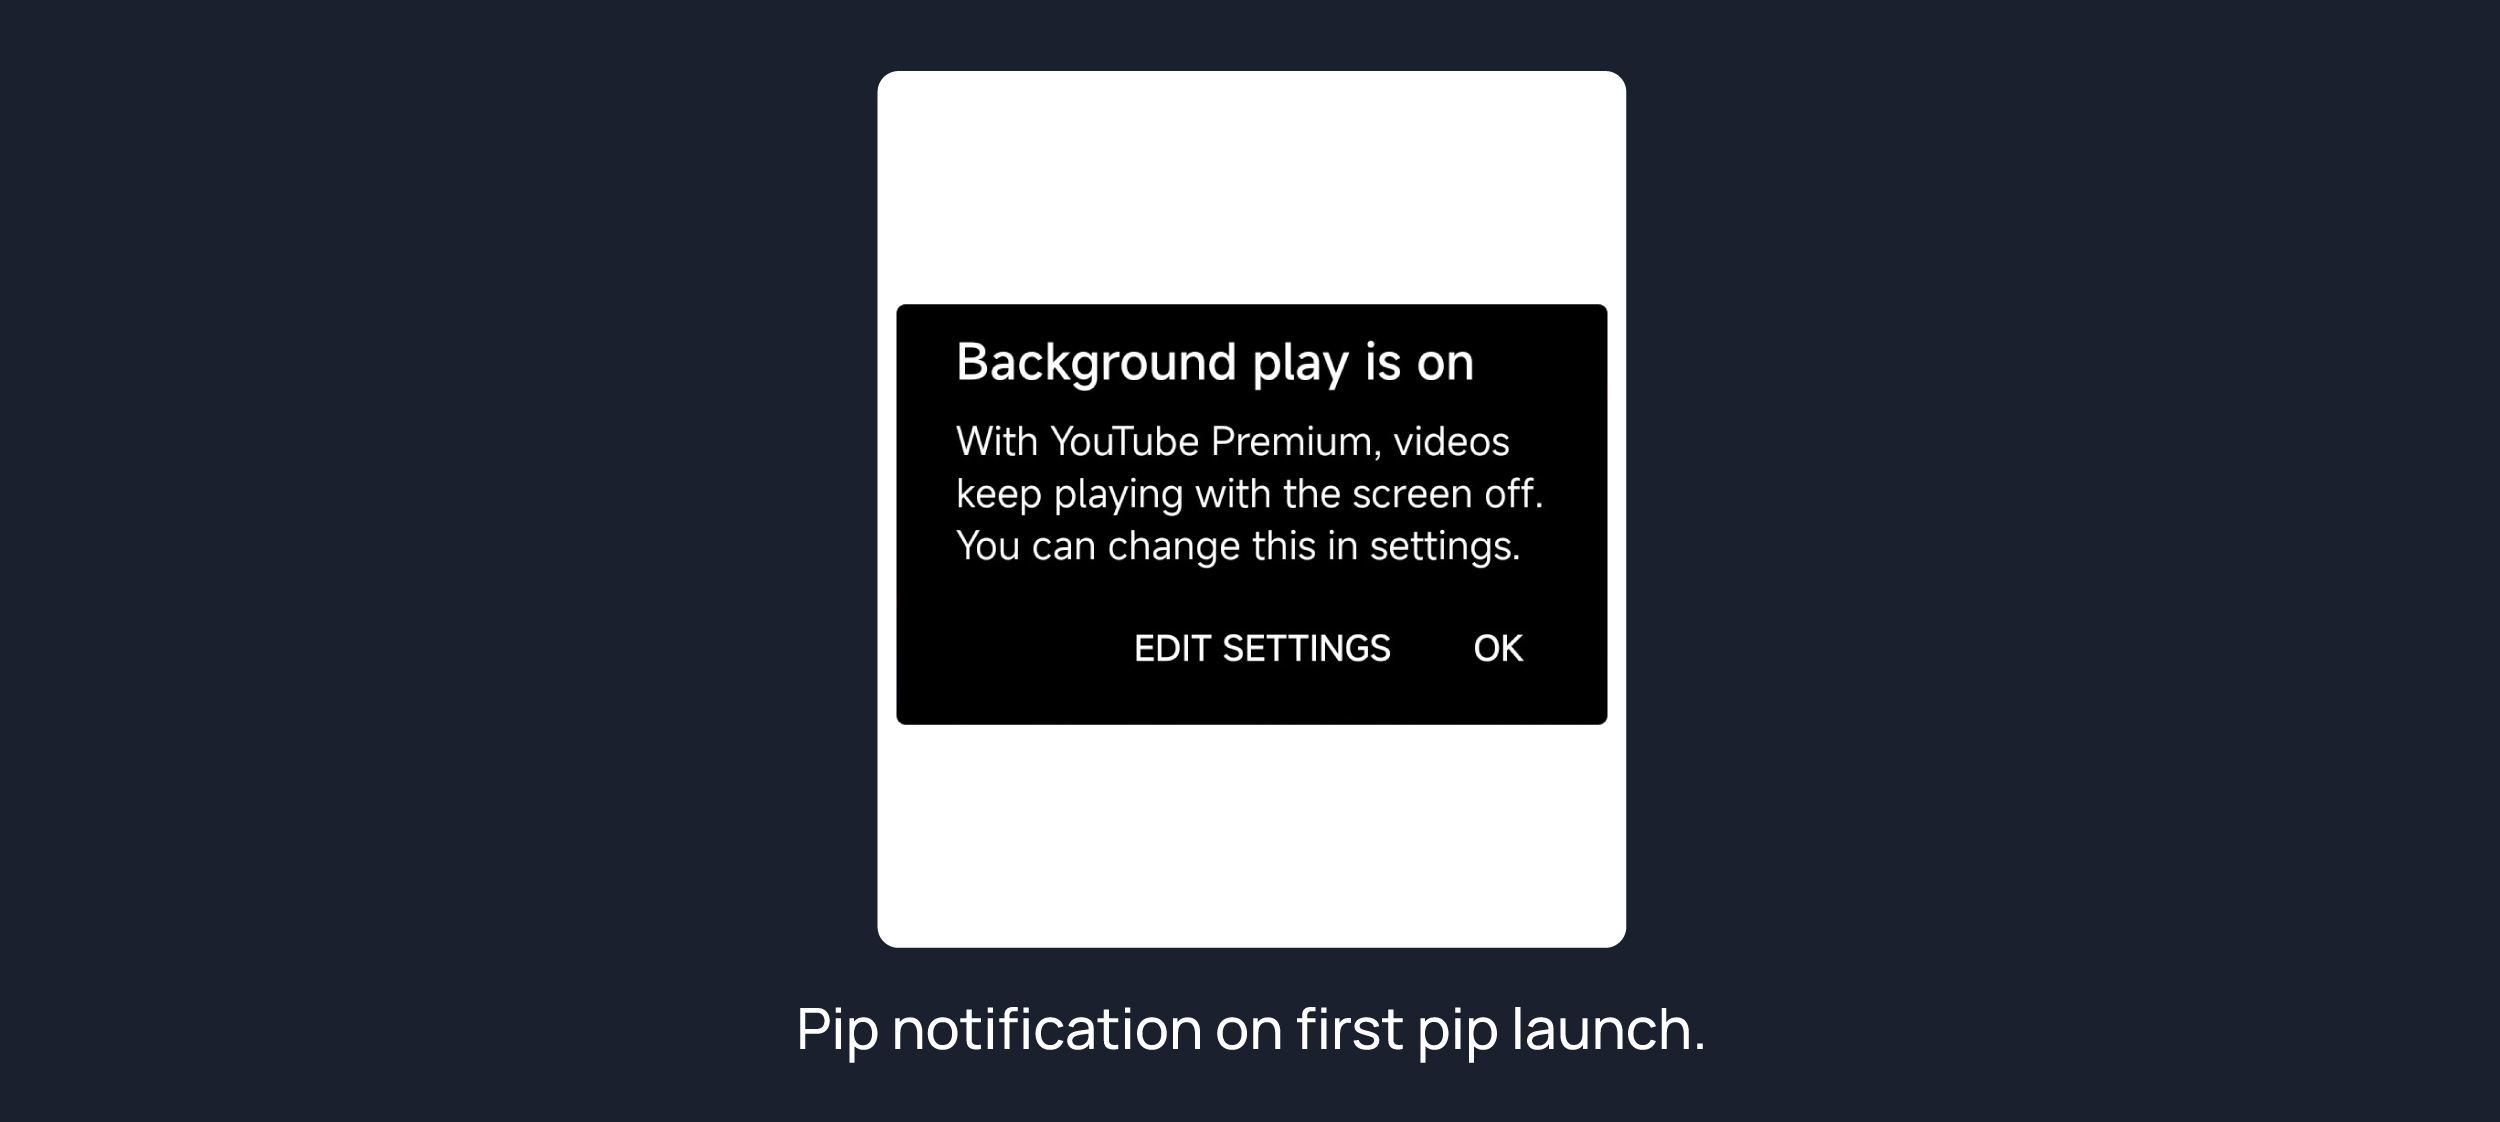 Background play is on
With YouTube Premium, videos
keep playing with the screen off.
You can change this in settings.
EDIT SETTINGS OK
Pip notification on first pip launch.